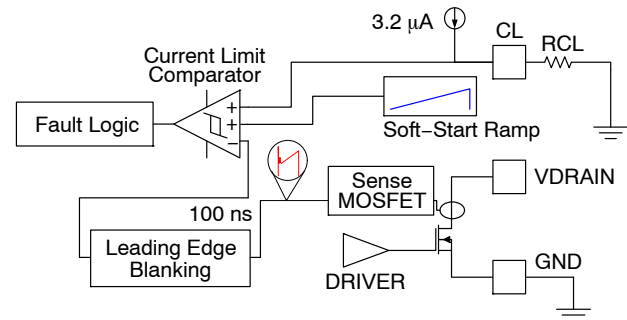 3.2 μA
CL
RCL
Current Limit
Comparator
Fault Logic
+
+
−
Soft−Start Ramp
Sense
MOSFET
VDRAIN
100 ns
Leading Edge
Blanking
DRIVER
GND